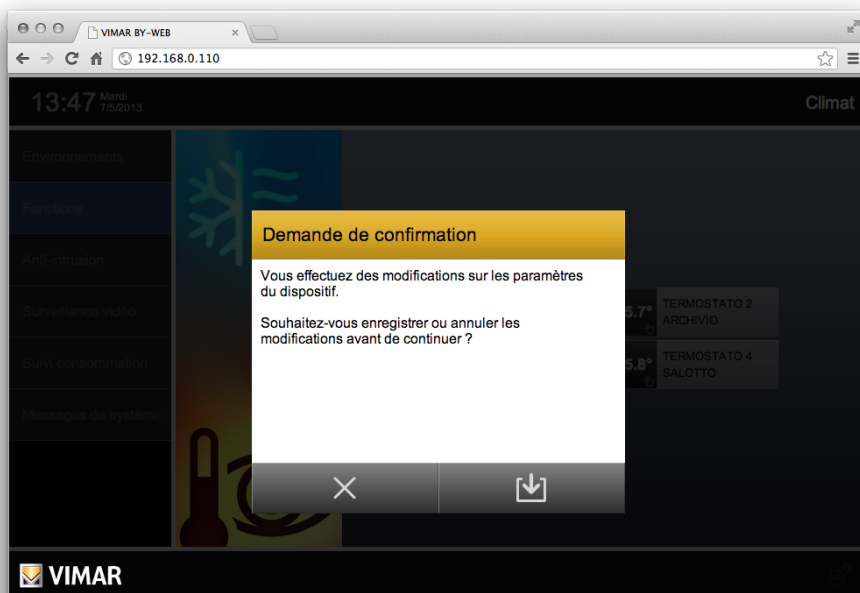 VIMAR BY-WEB
192.168.0.110
13:47 Mardi
7/5/2013
Climat
Environnements
Fonctions
Anti-intrusion
Surveillance vidéo
Suivi consommation
Messages de système
Demande de confirmation
Vous effectuez des modifications sur les paramètres
du dispositif.
Souhaitez-vous enregistrer ou annuler les
modifications avant de continuer ?
5.7° TERMOSTATO 2
ARCHIVIO
5.8° TERMOSTATO 4
SALOTTO
VIMAR